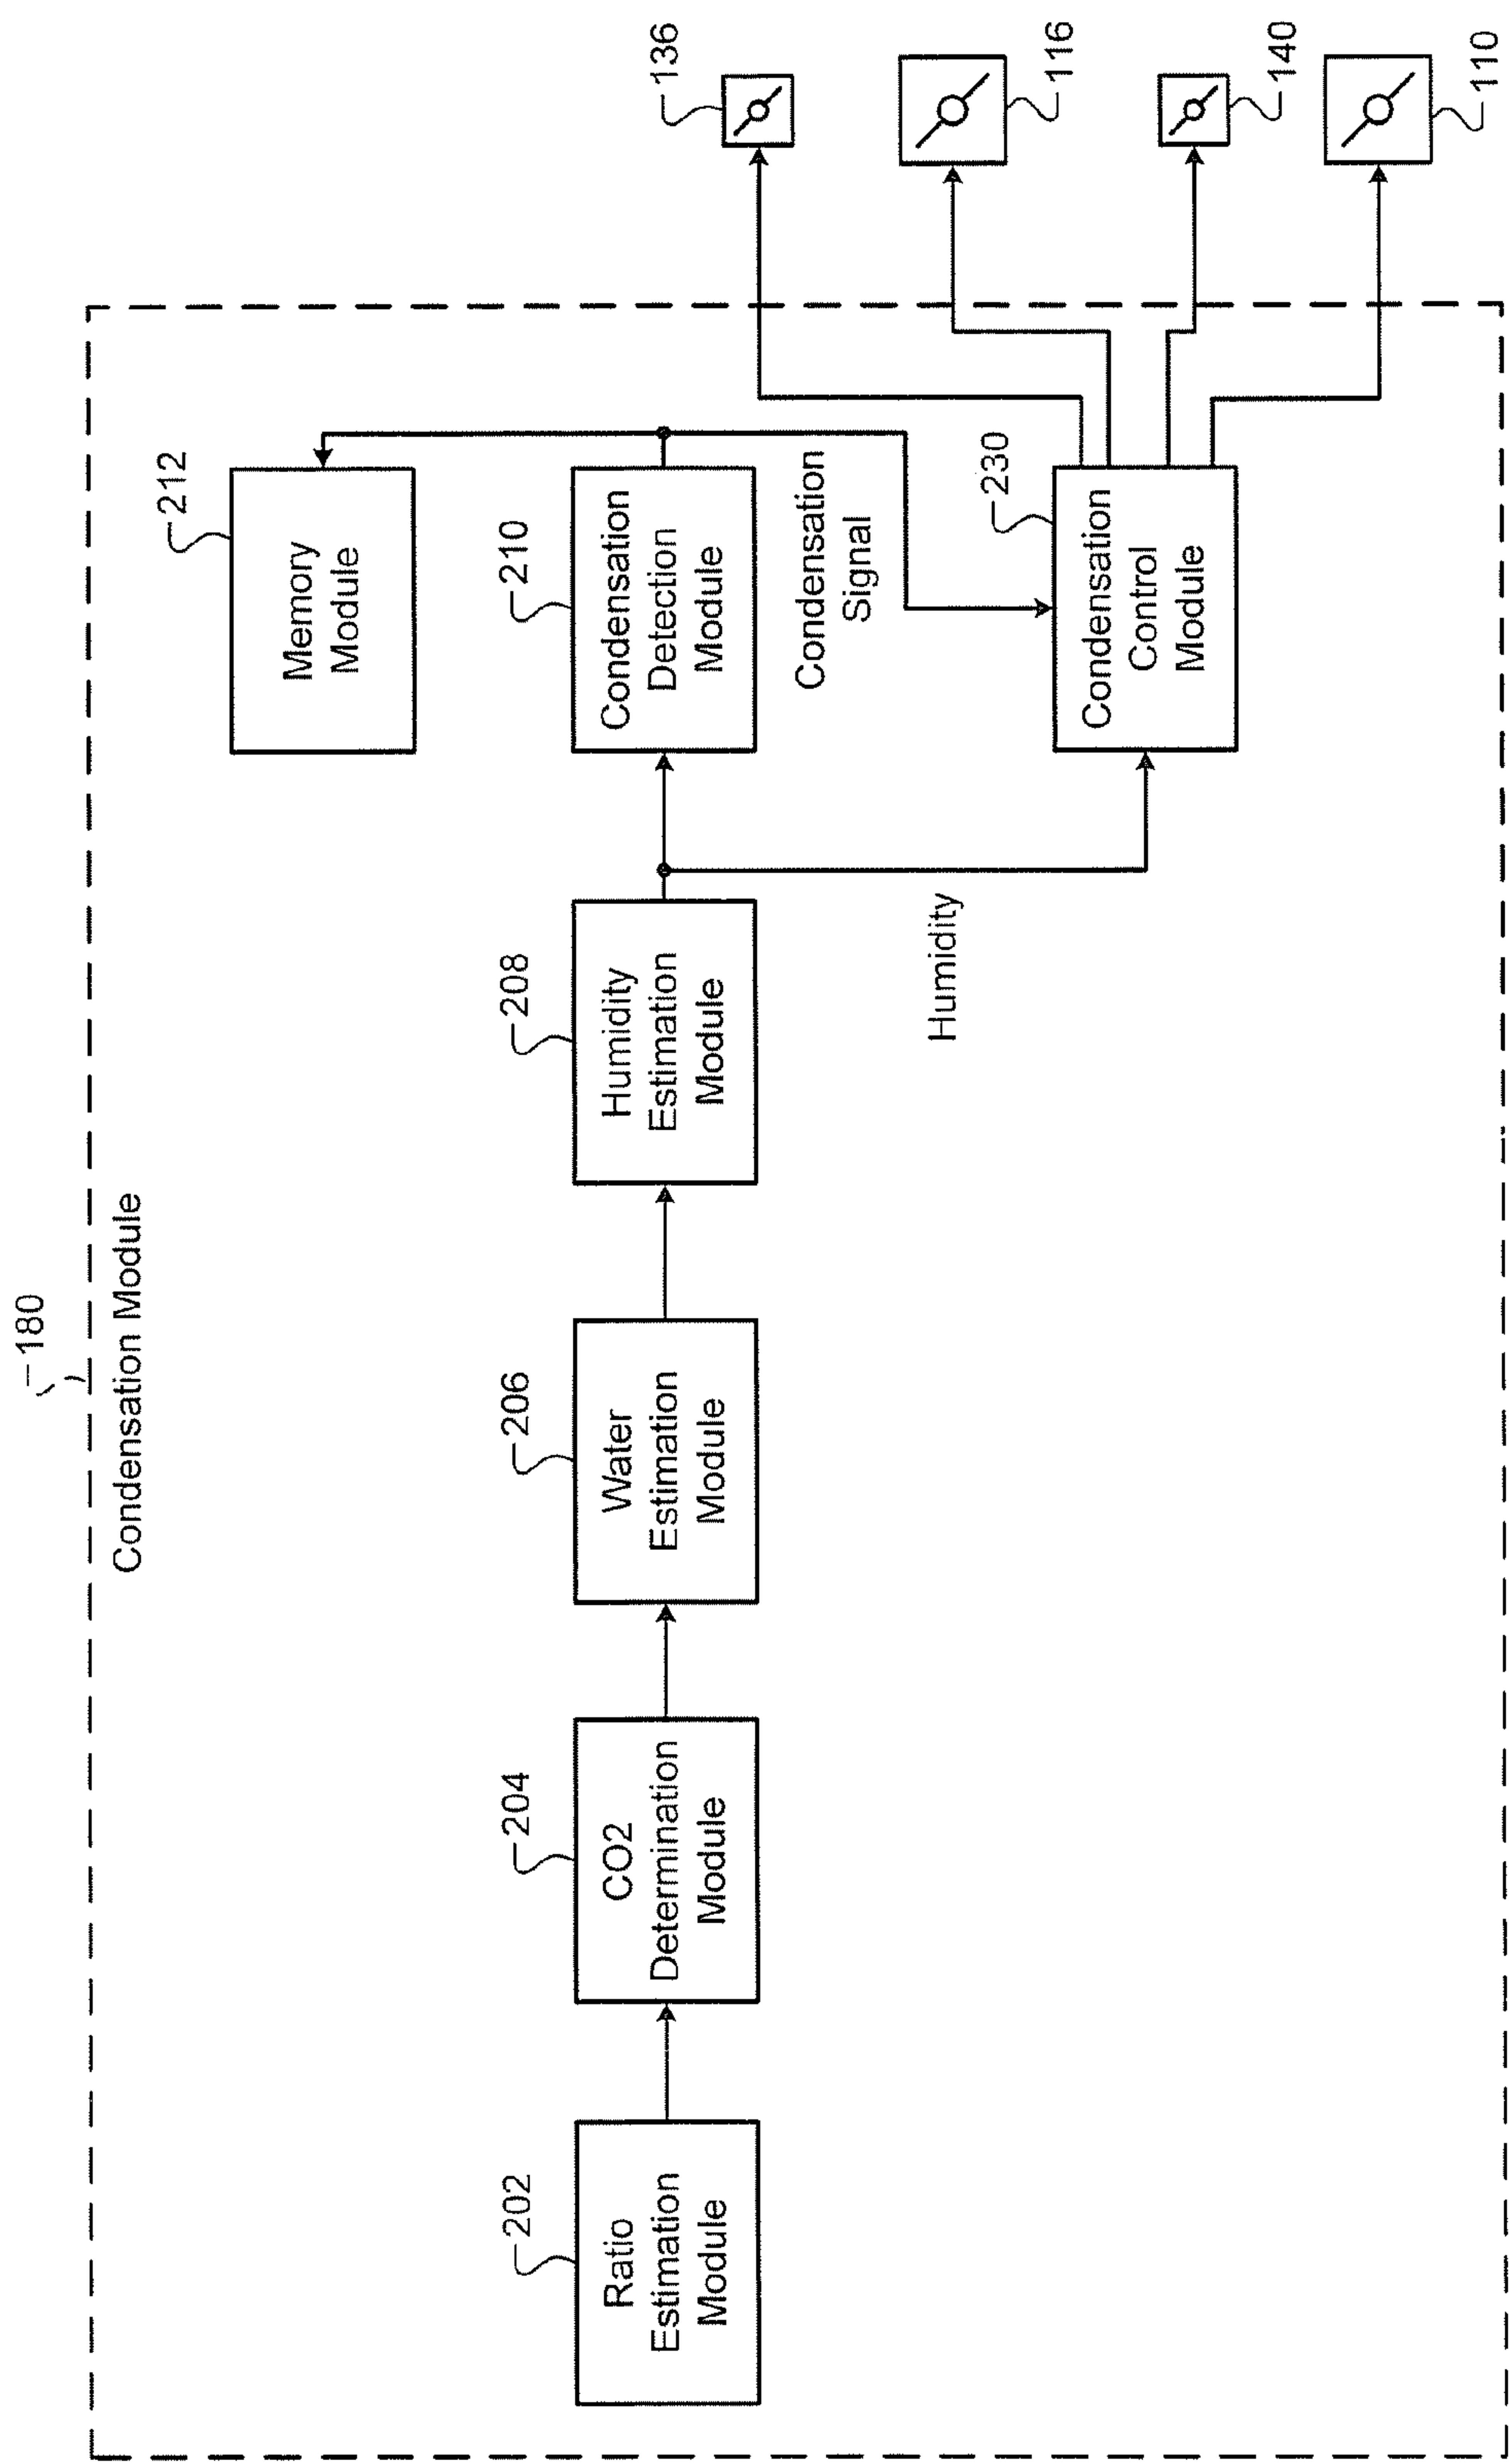 180
Condensation Module
212
Memory
Module
136
202
Ratio
Estimation
Module
204
CO2
Determination
Module
206
Water
Estimation
Module
208
Humidity
Estimation
Module
210
Condensation
Detection
Module
116
Condensation
Signal
Humidity
230
Condensation
Control
Module
140
110